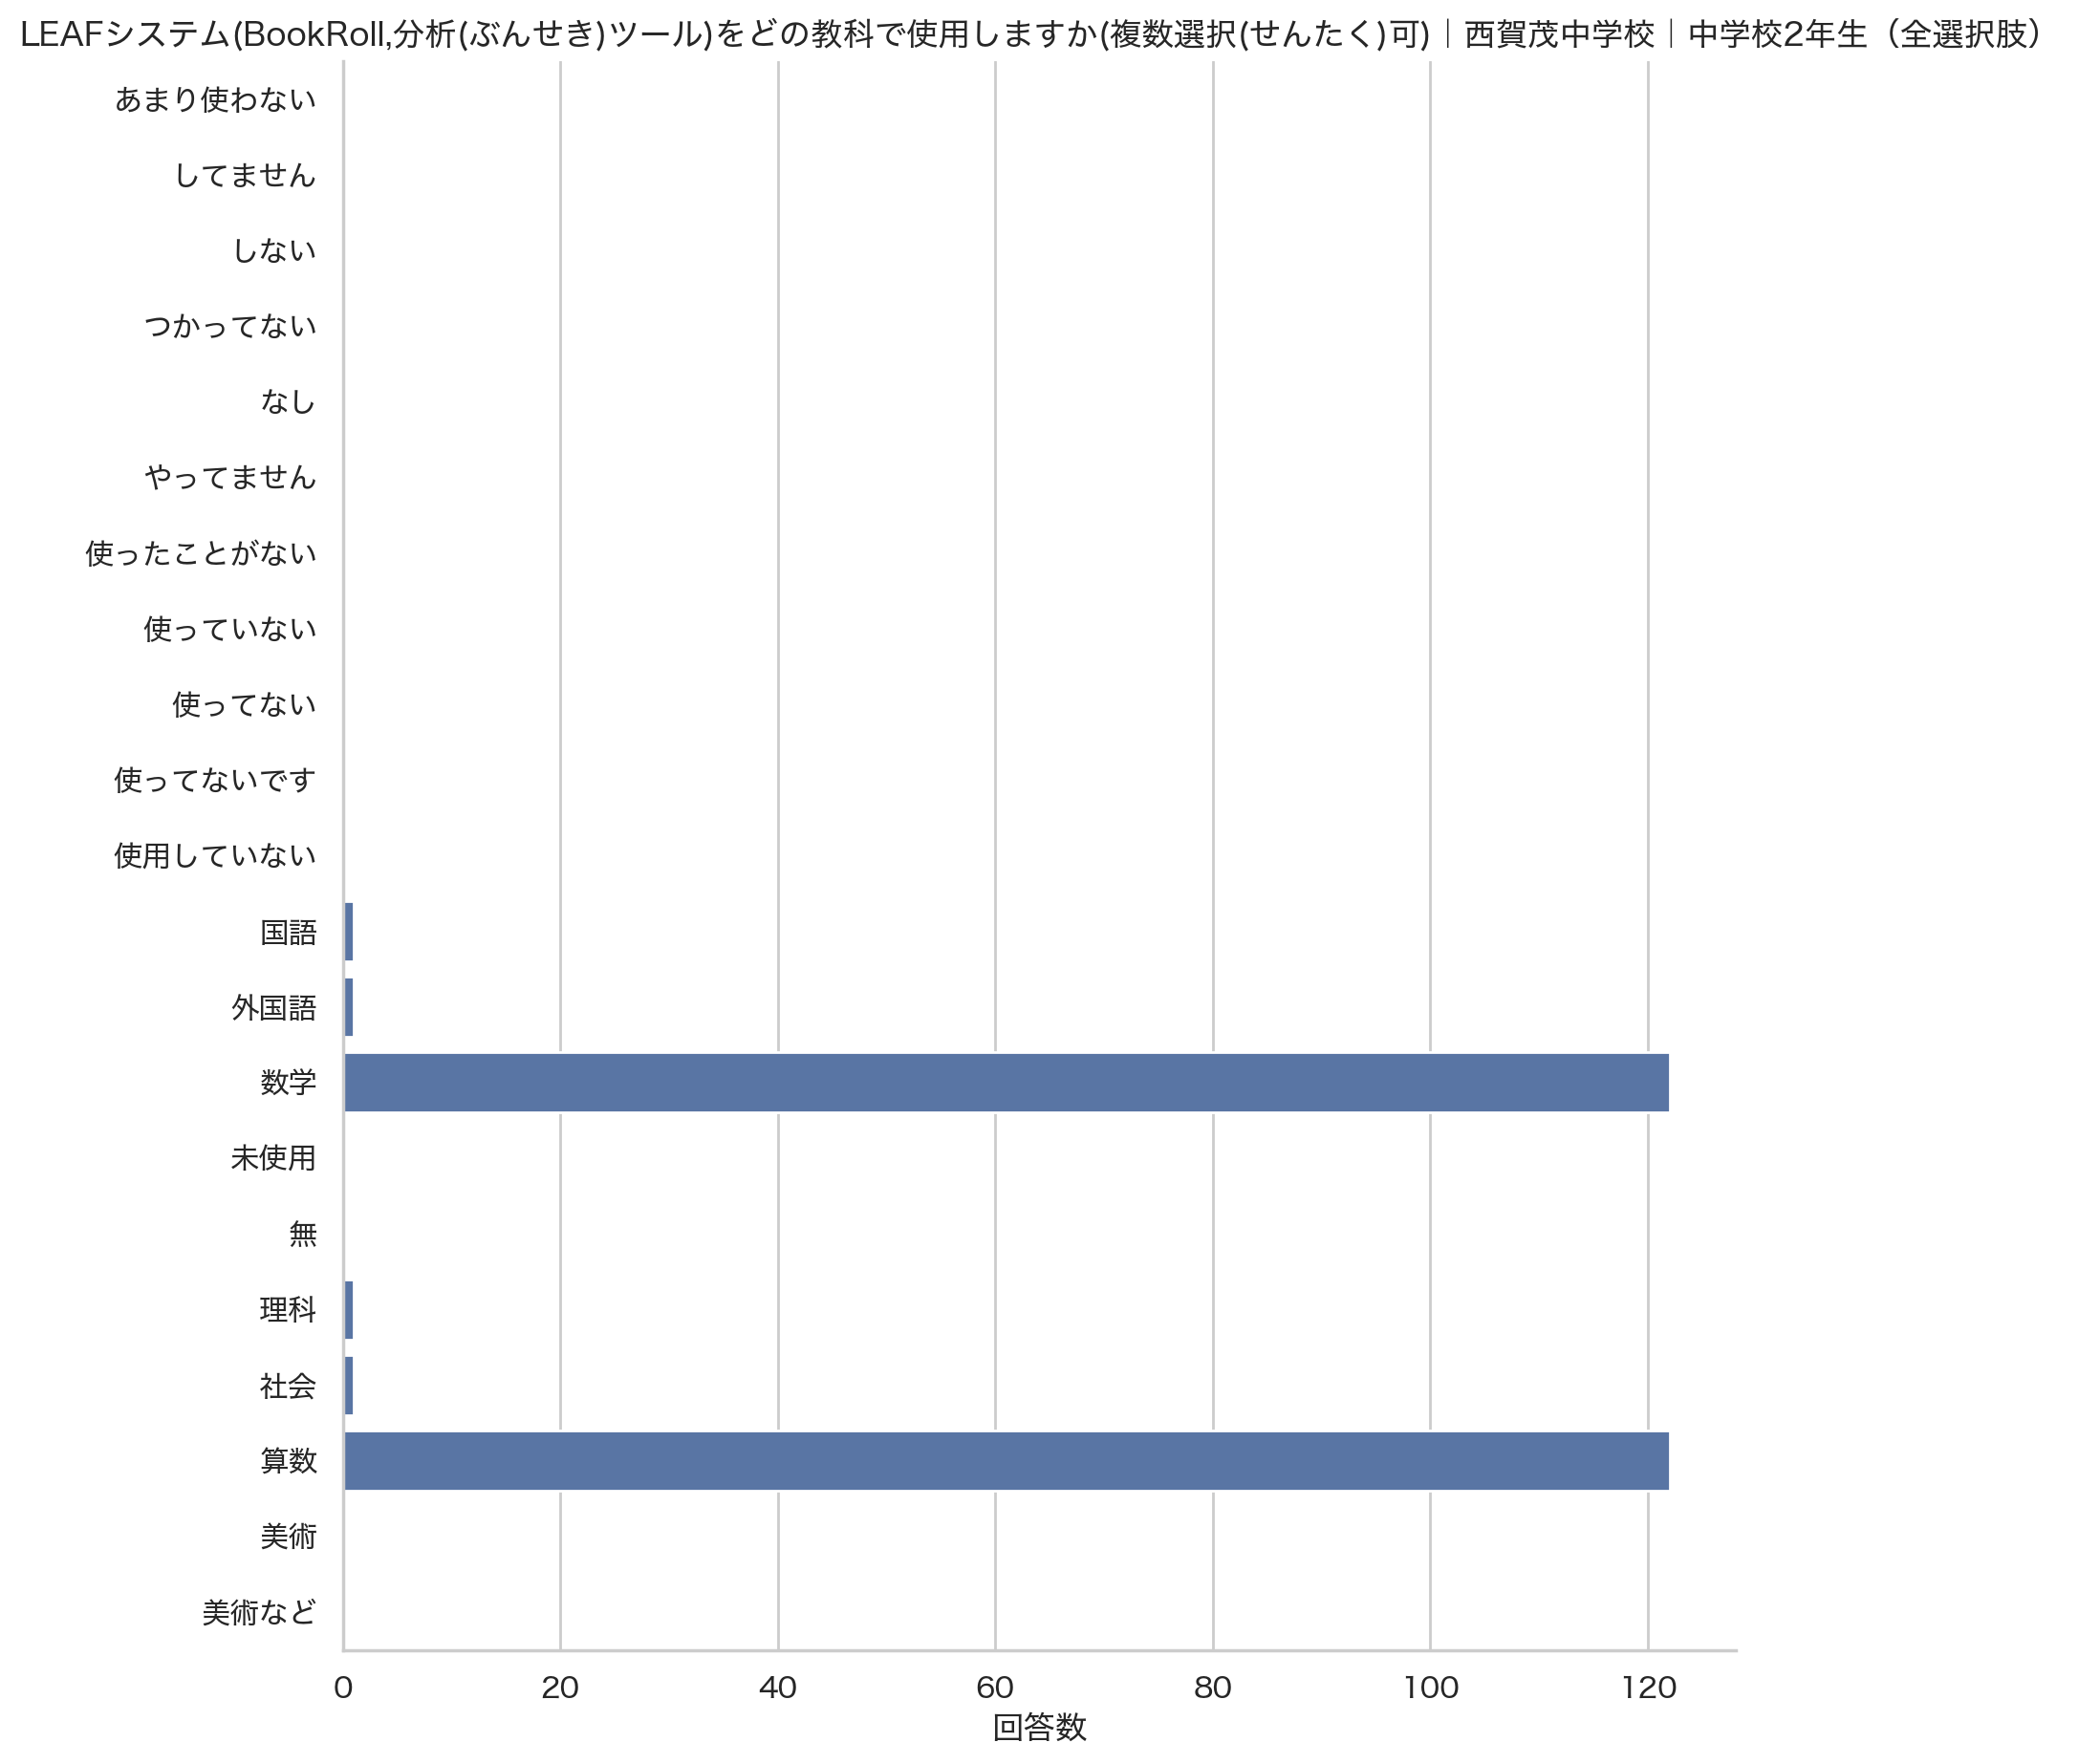 LEAFシステム(BookRoll,分析(ぶんせき)ツール)をどの教科で使用しますか(複数選択(せんたく)可)｜西賀茂中学校｜中学校2年生（全選択肢）
あまり使わない
してません
しない
つかってない
なし
やってません
使ったことがない
使っていない
使ってない
使ってないです
使用していない
国語
外国語
数学
未使用
無
理科
社会
算数
美術
美術など
0 20 40 60 80 100 120
回答数